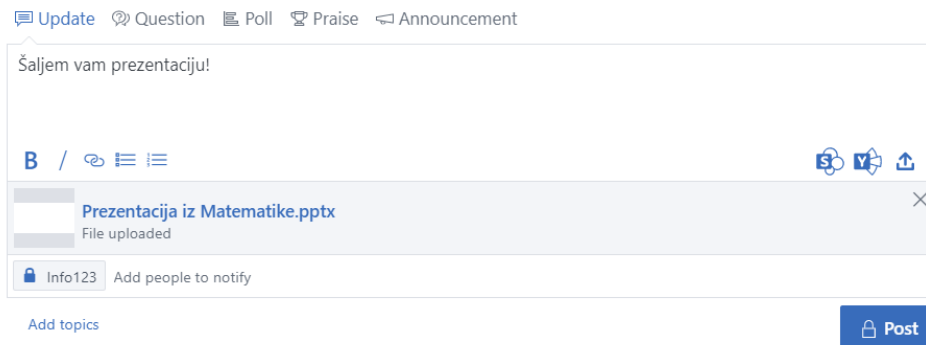 Update Question Poll Praise Announcement
Šaljem vam prezentaciju!
B /
S Y
Prezentacija iz Matematike.pptx
File uploaded
Info123 Add people to notify
Add topics
Post